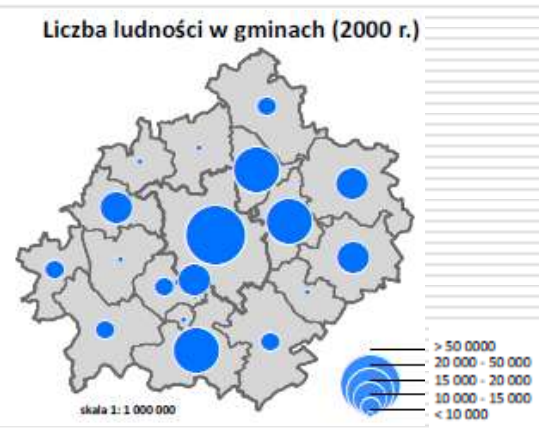 Liczba ludności w gminach (2000 r.)
> 50 0000
20 000 - 50 000
15 000 - 20 000
10 000 - 15 000
< 10 000
skala 1: 1 000 000